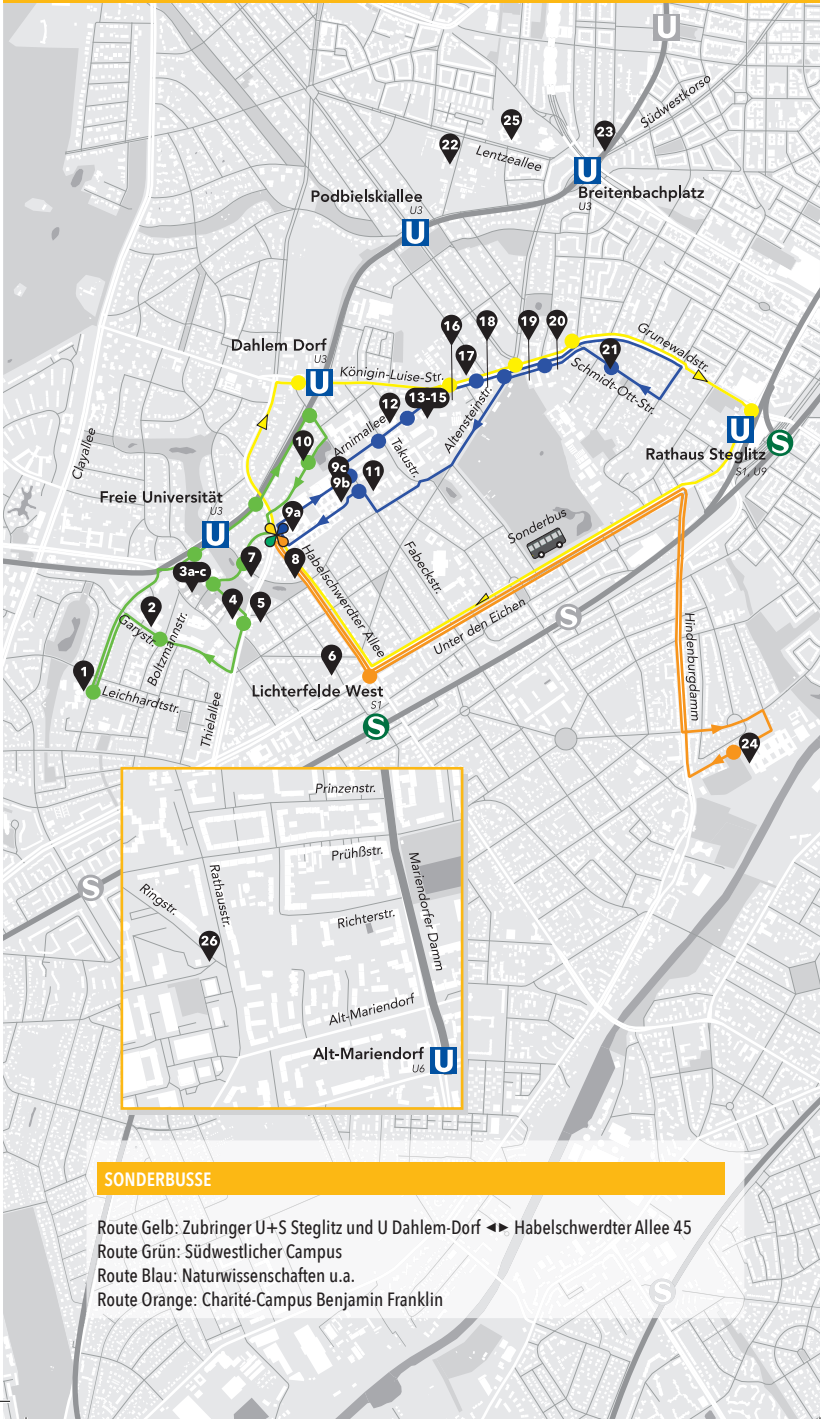 U
Südwestkorso
25
23
22
Lentzeallee
U
Breitenbachplatz
U3
Podbielskiallee
U3
U
16
18
19
20
Grunewaldstr.
Dahlem Dorf
U3
U
Königin-Luise-Str.
17
21
Schmidt-Ott-Str.
12
13-15
Arnimallee
Altensteinstr.
Takustr.
Clayallee
10
U
S
Rathaus Steglitz
S1, U9
9c
9b
11
Freie Universität
U3
U
9a
Sonderbus
7
8
Habelschwerdter Allee
Fabeckstr.
3a-c
2
4
5
Garystr.
Boltzmannstr.
S
Unter den Eichen
Hindenburgdamm
1
Leichhardtstr.
6
Thielallee
Lichterfelde West
S1
S
24
Prinzenstr.
Prühßstr.
Mariendorfer Damm
Rathausstr.
S
Ringstr.
Richterstr.
26
Alt-Mariendorf
Alt-Mariendorf
U6
U
SONDERBUSSE
Route Gelb: Zubringer U+S Steglitz und U Dahlem-Dorf ◄► Habelschwerdter Allee 45
Route Grün: Südwestlicher Campus
Route Blau: Naturwissenschaften u.a.
Route Orange: Charité-Campus Benjamin Franklin
S